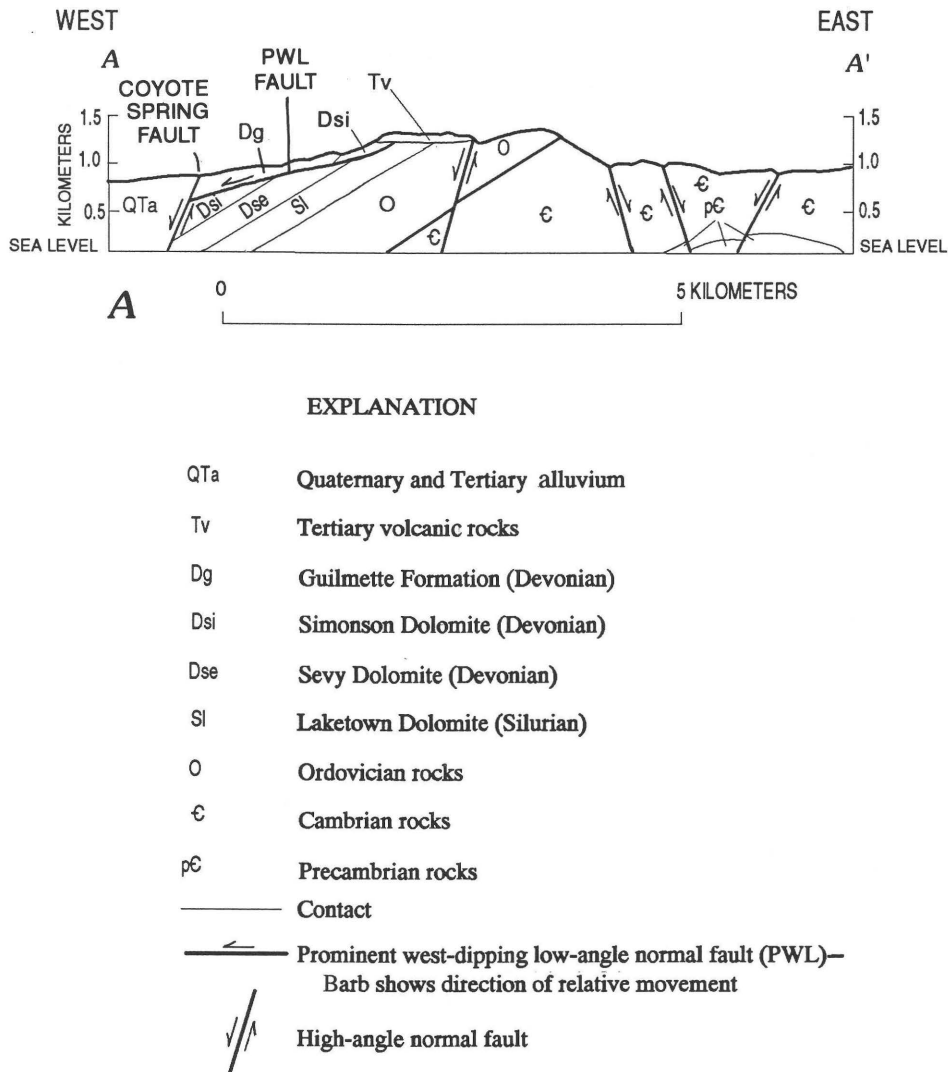 WEST
EAST
A
A'
PWL
FAULT
COYOTE
SPRING
FAULT
Tv
Dg
Dsi
KILOMETERS
1.5
1.0
0.5
SEA LEVEL
QTa
Dsi
Dse
Sl
O
Є
O
Є
Є
Є
pЄ
Є
1.5
1.0
0.5
SEA LEVEL
A
0
5 KILOMETERS
EXPLANATION
QTa Quaternary and Tertiary alluvium
Tv Tertiary volcanic rocks
Dg Guilmette Formation (Devonian)
Dsi Simonson Dolomite (Devonian)
Dse Sevy Dolomite (Devonian)
Sl Laketown Dolomite (Silurian)
O Ordovician rocks
Є Cambrian rocks
pЄ Precambrian rocks
Contact
Prominent west-dipping low-angle normal fault (PWL)—
Barb shows direction of relative movement
High-angle normal fault